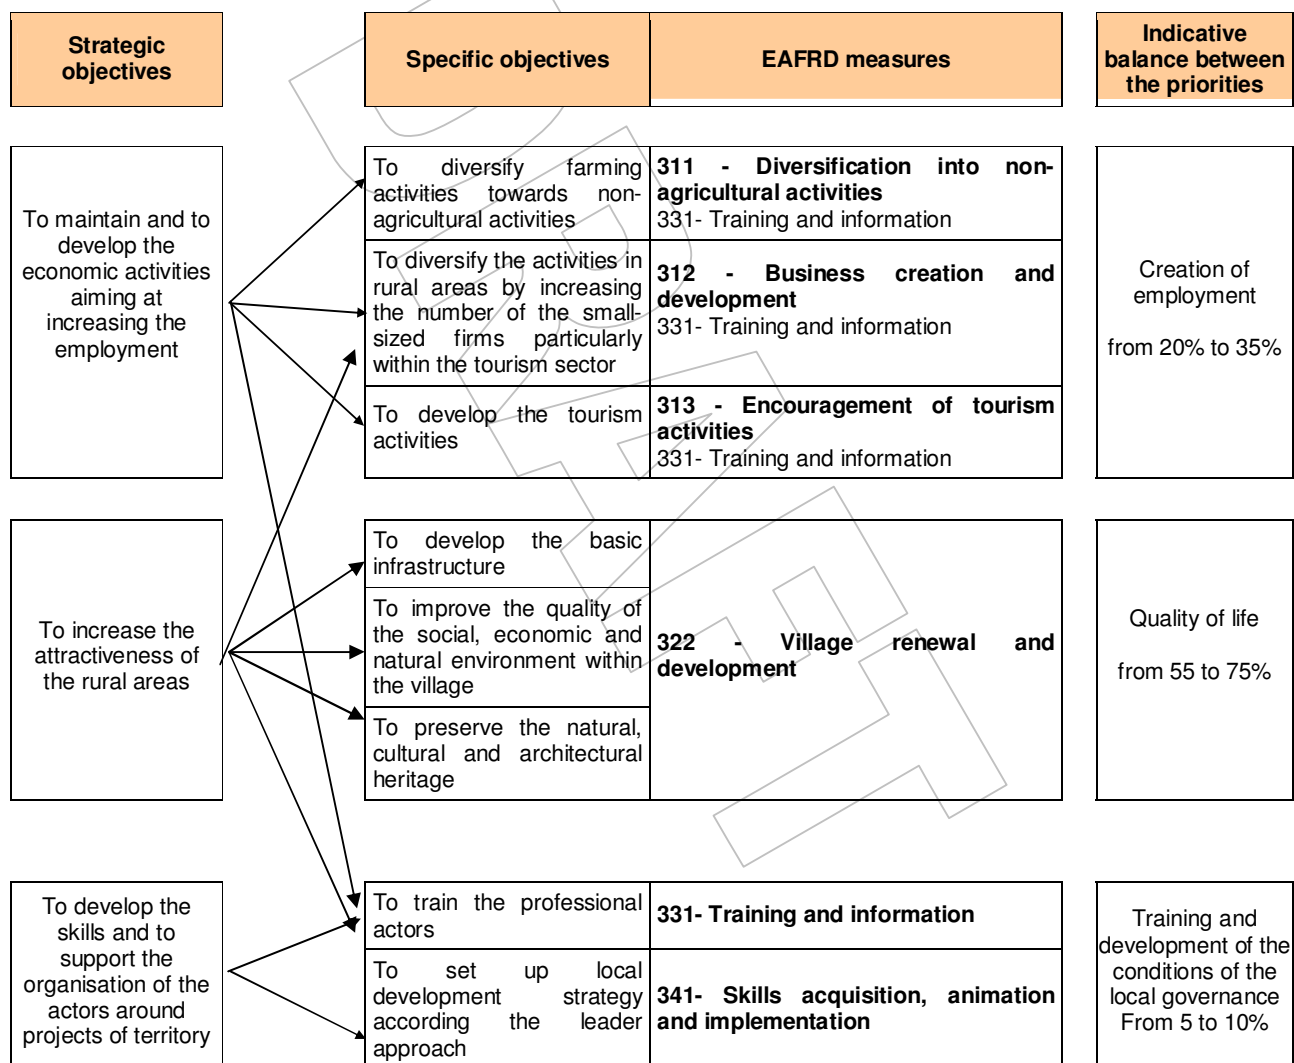 Strategic
objectives
Specific objectives
EAFRD measures
Indicative
balance between
the priorities
To maintain and to
develop the
economic activities
aiming at
increasing the
employment
To diversify farming
activities towards non-
agricultural activities
311 - Diversification into non-
agricultural activities
331- Training and information
To diversify the activities in
rural areas by increasing
the number of the small-
sized firms particularly
within the tourism sector
312 - Business creation and
development
331- Training and information
To develop the tourism
activities
313 - Encouragement of tourism
activities
331- Training and information
Creation of
employment
from 20% to 35%
To increase the
attractiveness of
the rural areas
To develop the basic
infrastructure
To improve the quality of
the social, economic and
natural environment within
the village
To preserve the natural,
cultural and architectural
heritage
322 - Village renewal and
development
Quality of life
from 55 to 75%
To develop the
skills and to
support the
organisation of the
actors around
projects of territory
To train the professional
actors
331- Training and information
To set up local
development strategy
according the leader
approach
341- Skills acquisition, animation
and implementation
Training and
development of the
conditions of the
local governance
From 5 to 10%
DRAFT